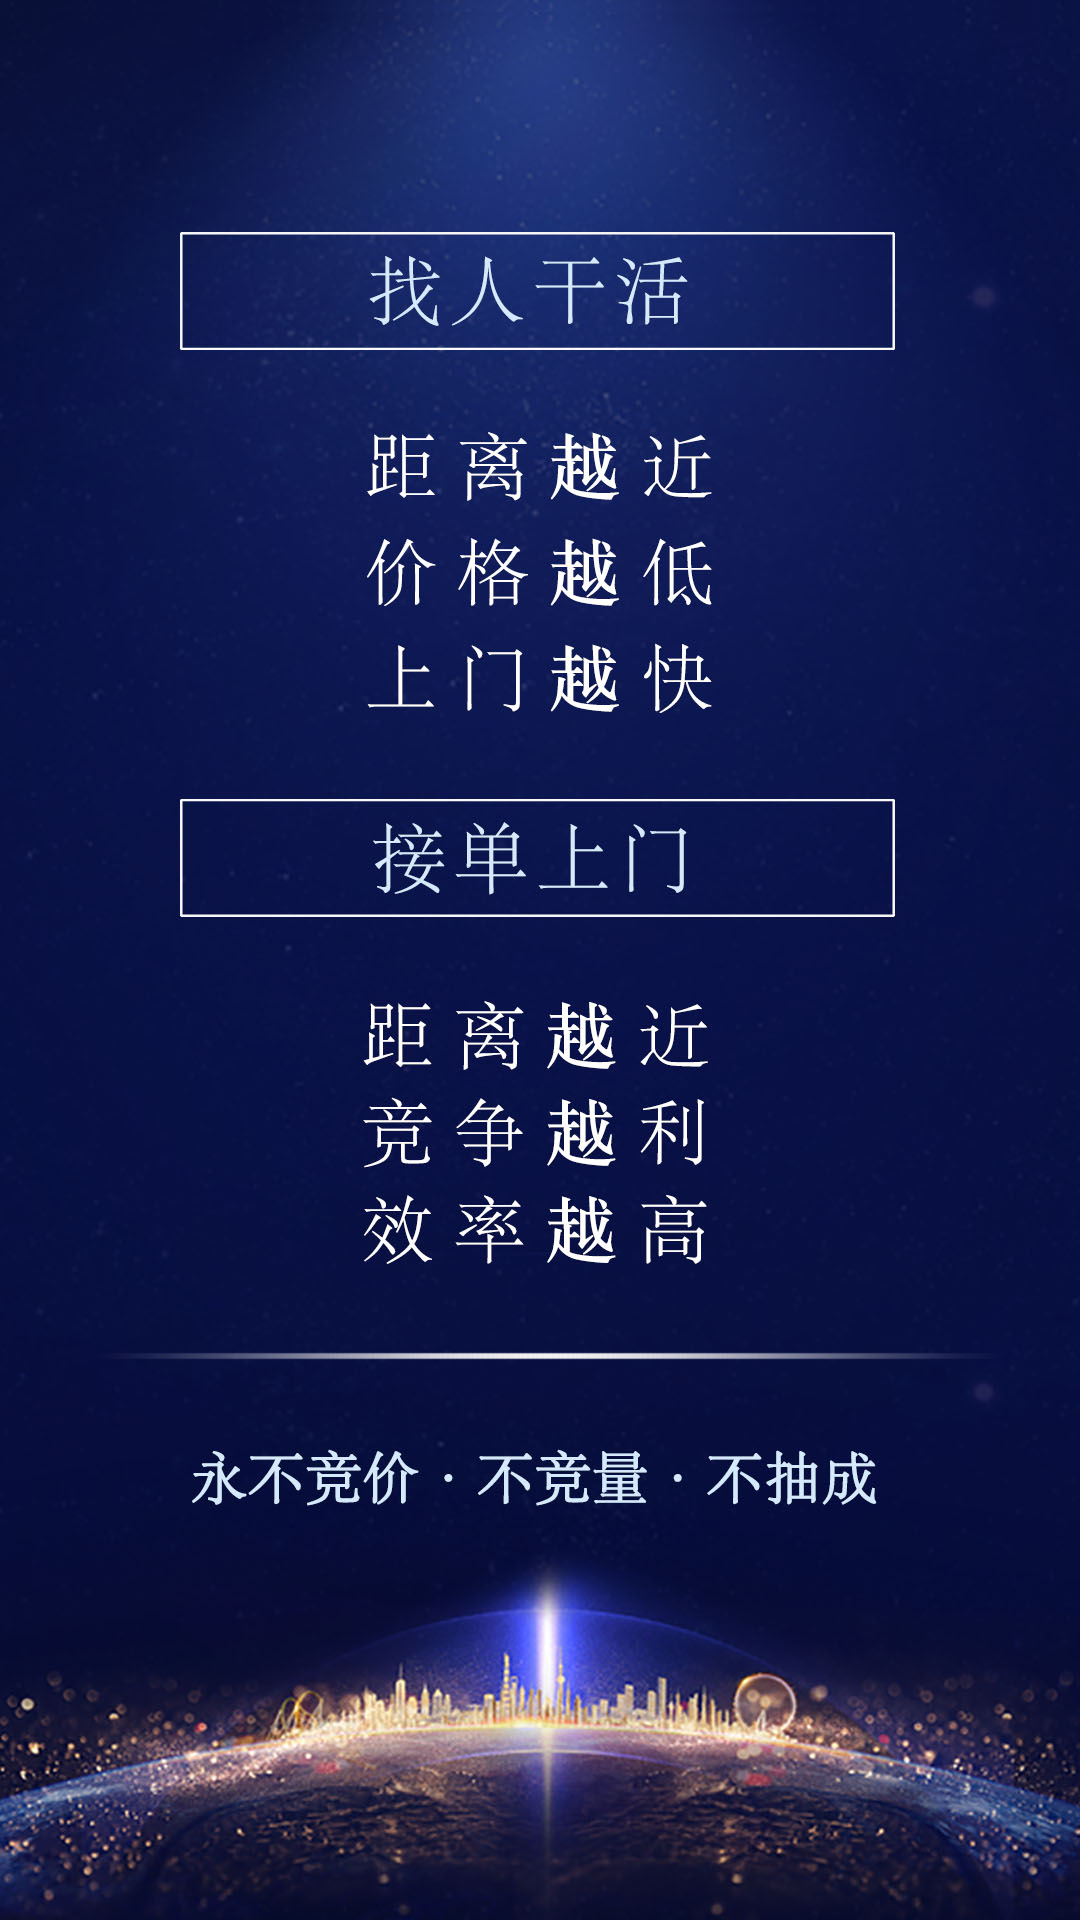 找人干活
距离越近
价格越低
上门越快
接单上门
距离越近
竞争越利
效率越高
永不竞价·不竞量·不抽成